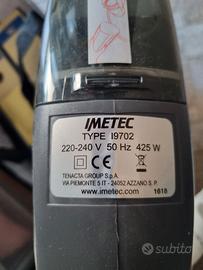 IMETEC
TYPE I9702
220-240 V 50 Hz 425 W
CE
TENACTA GROUP S.p.A.
VIA PIEMONTE 5 IT - 24052 AZZANO S. P.
www.imetec.com
1618
subito